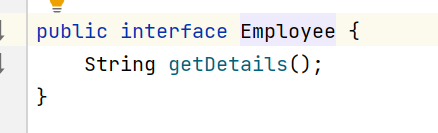 public interface Employee {
    String getDetails();
}